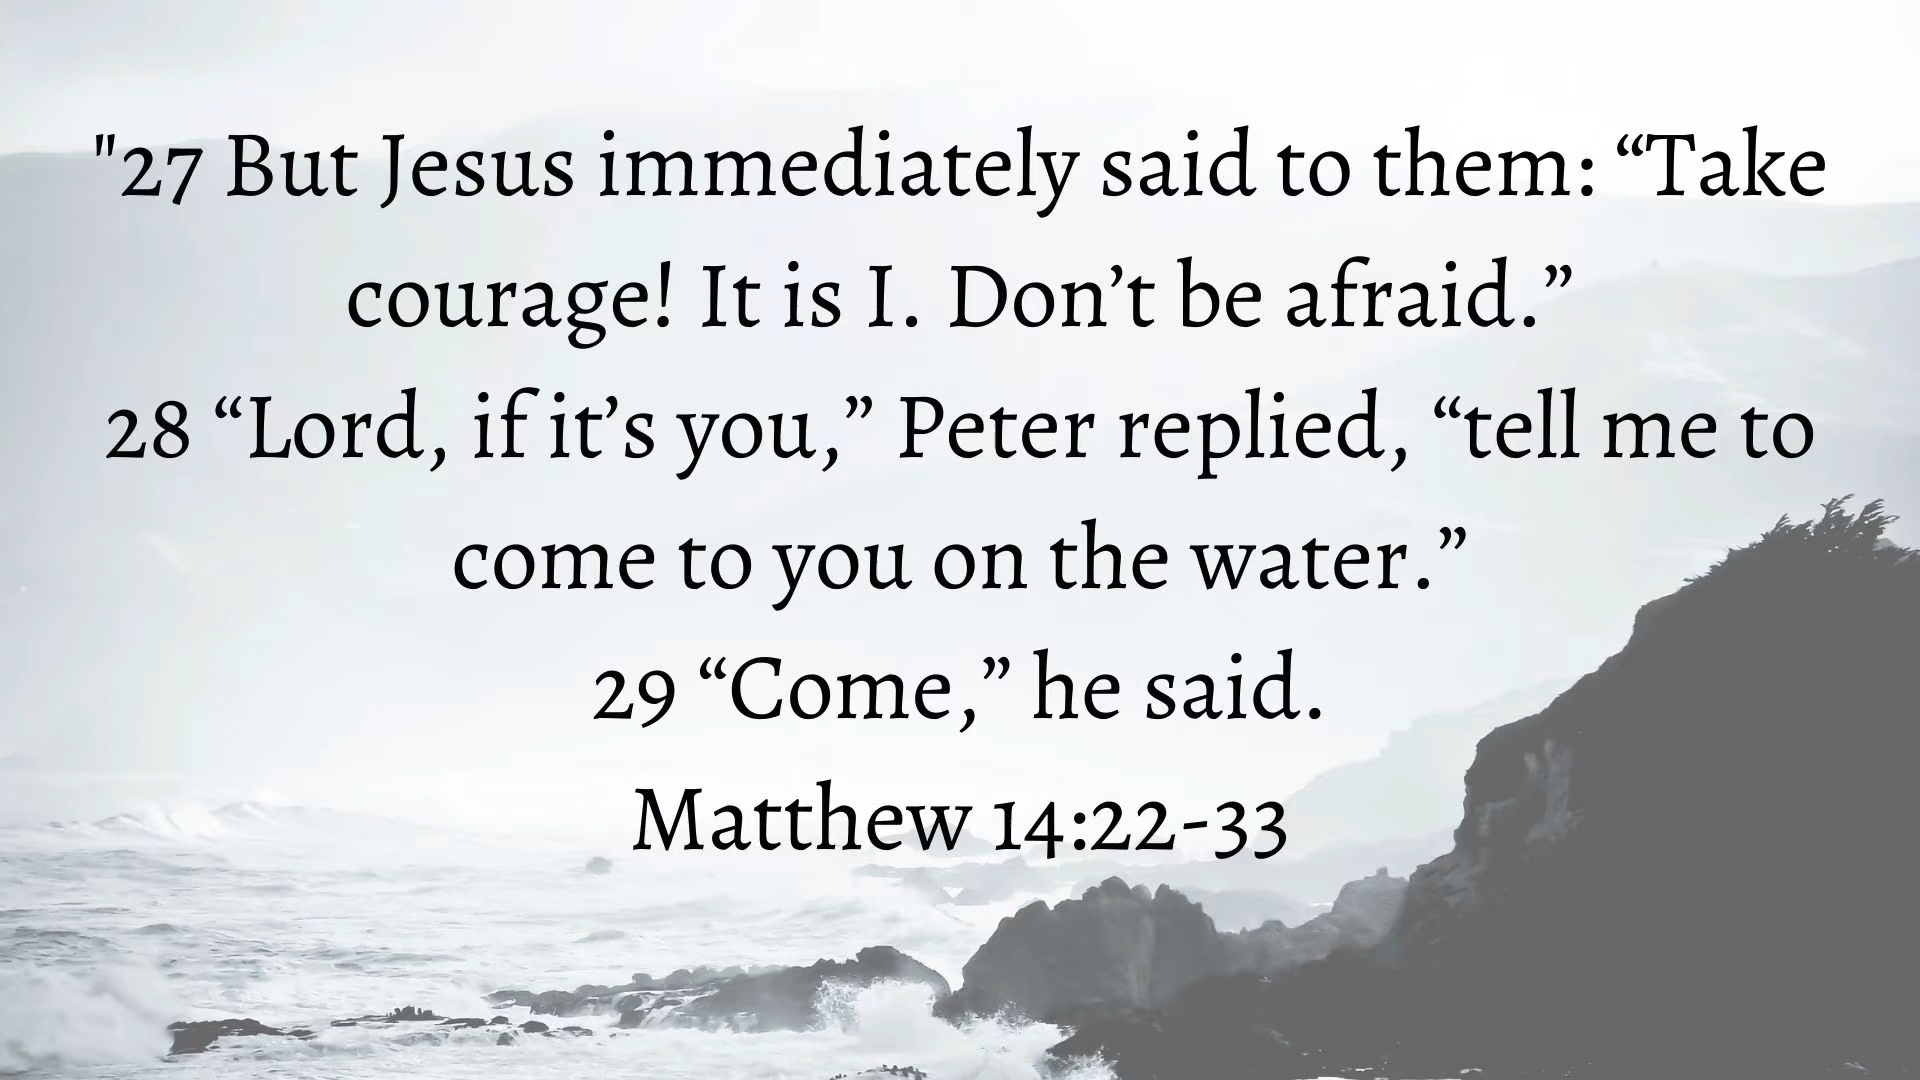 "27 But Jesus immediately said to them: “Take
courage! It is I. Don’t be afraid.”
28 “Lord, if it’s you,” Peter replied, “tell me to
come to you on the water.”
29 “Come,” he said.
Matthew 14:22-33